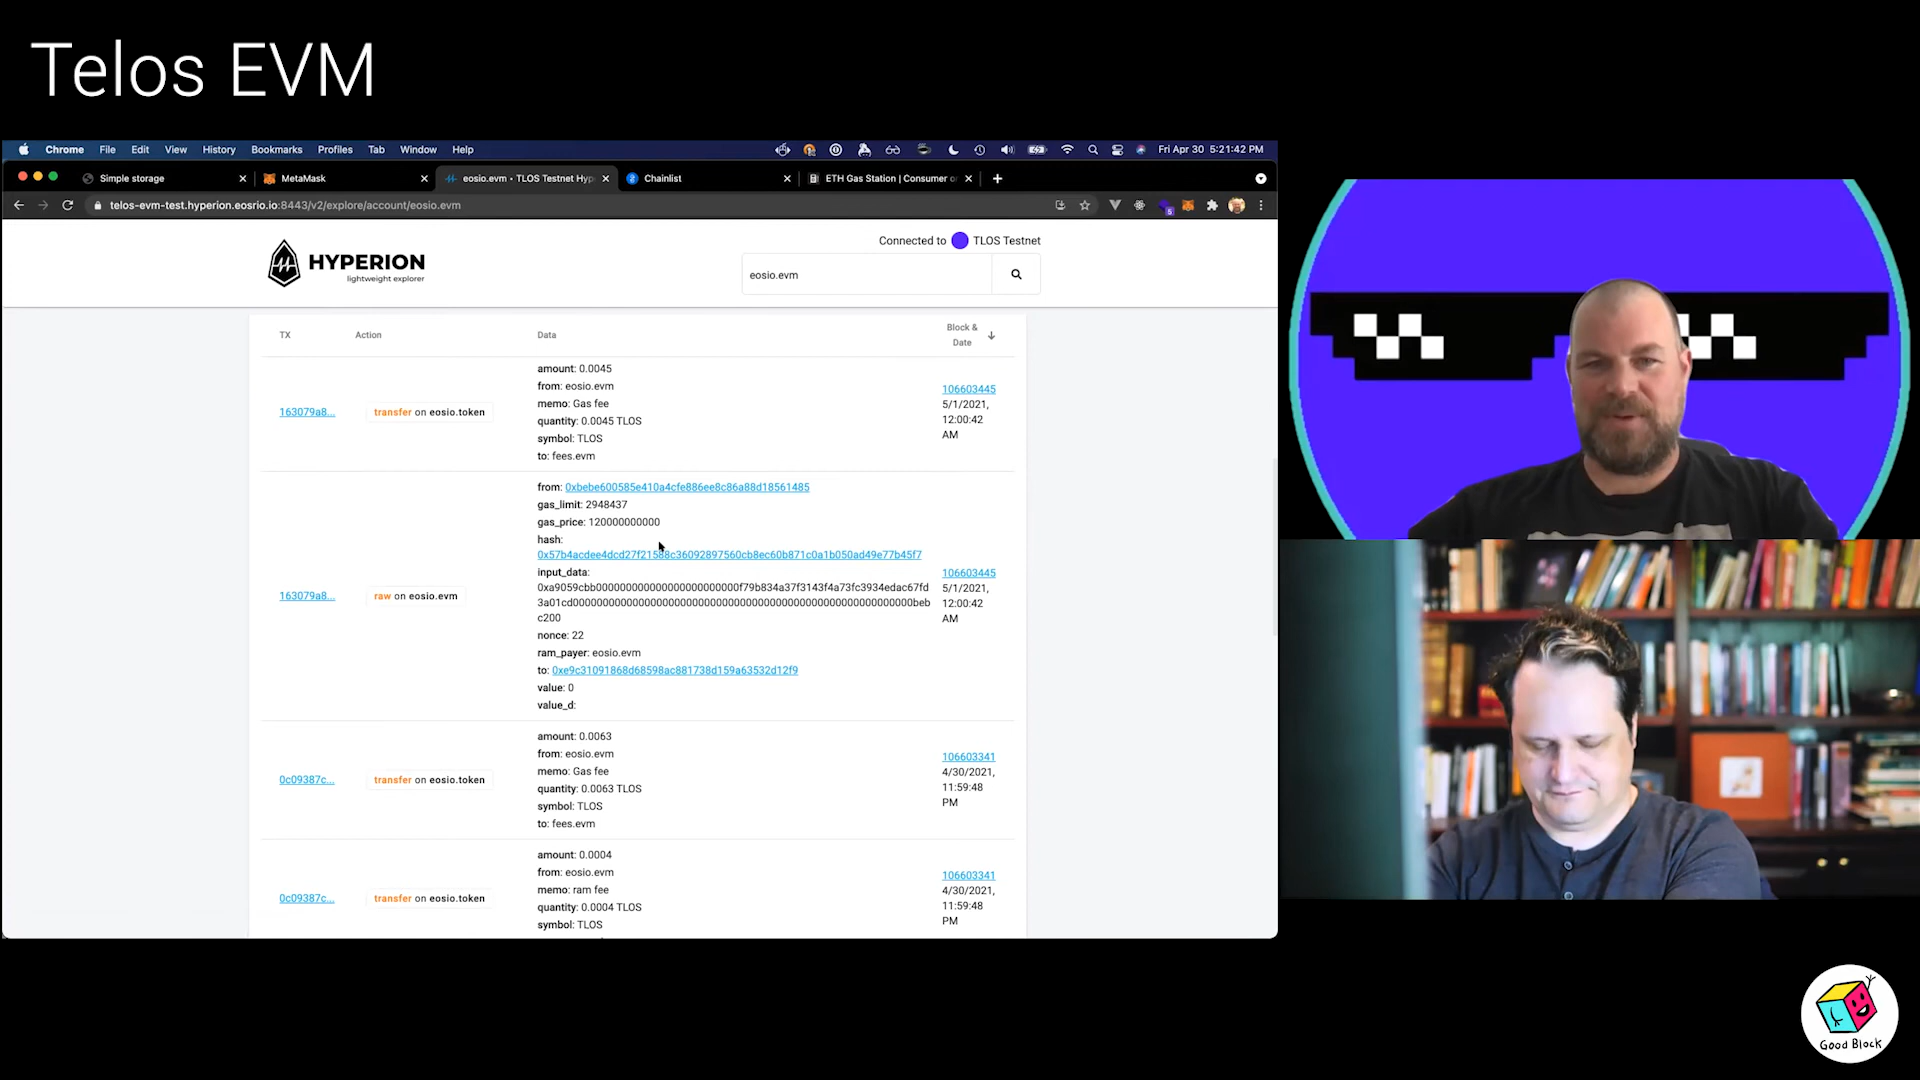 Telos EVM
Chrome File Edit View History Bookmarks Profiles Tab Window Help
Fri Apr 30 5:21:42 PM
Simple storage
MetaMask
eosio.evm • TLOS Testnet Hyp
Chainlist
ETH Gas Station | Consumer o
telos-evm-test.hyperion.eosrio.io:8443/v2/explore/account/eosio.evm
5
HYPERION
lightweight explorer
Connected to TLOS Testnet
eosio.evm
TX Action Data Block & Date
163079a8...
transfer on eosio.token
amount: 0.0045
from: eosio.evm
memo: Gas fee
quantity: 0.0045 TLOS
symbol: TLOS
to: fees.evm
106603445
5/1/2021,
12:00:42
AM
163079a8...
raw on eosio.evm
from: 0xbebe600585e410a4cfe886ee8c86a88d18561485
gas_limit: 2948437
gas_price: 120000000000
hash:
0x57b4acdee4dcd27f21588c36092897560cb8ec60b871c0a1b050ad49e77b45f7
input_data:
0xa9059cbb000000000000000000000000f79b834a37f3143f4a73fc3934edac67fd
3a01cd00000000000000000000000000000000000000000000000000000000beb
c200
nonce: 22
ram_payer: eosio.evm
to: 0xe9c31091868d68598ac881738d159a63532d12f9
value: 0
value_d:
106603445
5/1/2021,
12:00:42
AM
0c09387c...
transfer on eosio.token
amount: 0.0063
from: eosio.evm
memo: Gas fee
quantity: 0.0063 TLOS
symbol: TLOS
to: fees.evm
106603341
4/30/2021,
11:59:48
PM
0c09387c...
transfer on eosio.token
amount: 0.0004
from: eosio.evm
memo: ram fee
quantity: 0.0004 TLOS
symbol: TLOS
106603341
4/30/2021,
11:59:48
PM
Good Block